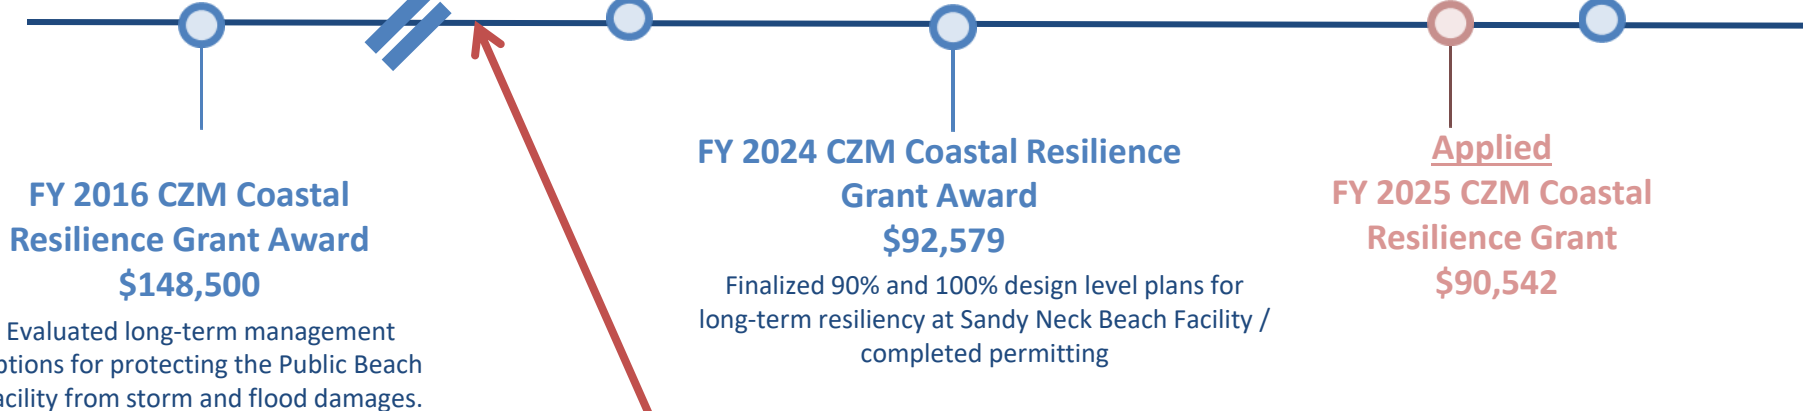 FY 2016 CZM Coastal
Resilience Grant Award
$148,500
Evaluated long-term management
ptions for protecting the Public Beach
acility from storm and flood damages.
FY 2024 CZM Coastal Resilience
Grant Award
$92,579
Finalized 90% and 100% design level plans for
long-term resiliency at Sandy Neck Beach Facility /
completed permitting
Applied
FY 2025 CZM Coastal
Resilience Grant
$90,542